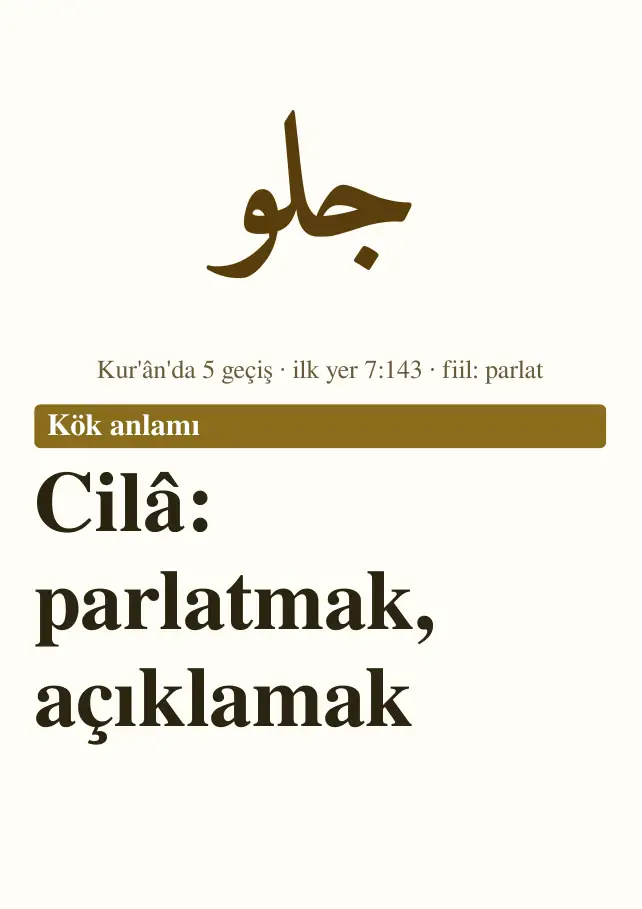 جلو
Kur'ân'da 5 geçiş · ilk yer 7:143 · fiil: parlat
Kök anlamı
Cilâ:
parlatmak,
açıklamak